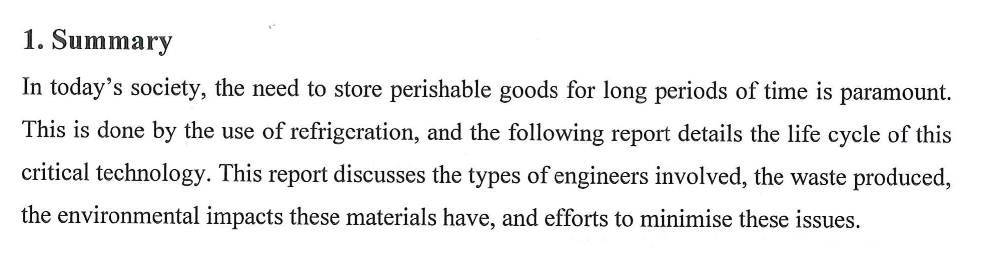 1. Summary
In today’s society, the need to store perishable goods for long periods of time is paramount.
This is done by the use of refrigeration, and the following report details the life cycle of this
critical technology. This report discusses the types of engineers involved, the waste produced,
the environmental impacts these materials have, and efforts to minimise these issues.